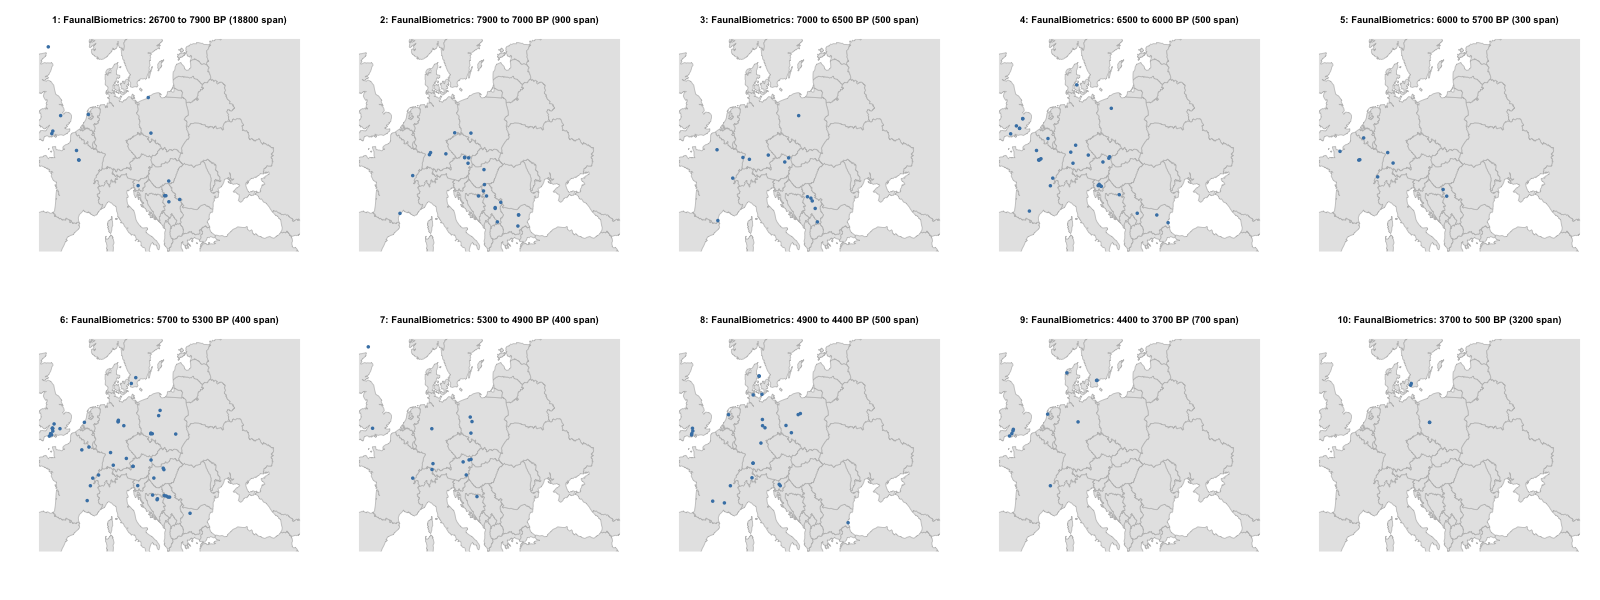 1: FaunalBiometrics: 26700 to 7900 BP (18800 span)
2: FaunalBiometrics: 7900 to 7000 BP (900 span)
3: FaunalBiometrics: 7000 to 6500 BP (500 span)
4: FaunalBiometrics: 6500 to 6000 BP (500 span)
5: FaunalBiometrics: 6000 to 5700 BP (300 span)
6: FaunalBiometrics: 5700 to 5300 BP (400 span)
7: FaunalBiometrics: 5300 to 4900 BP (400 span)
8: FaunalBiometrics: 4900 to 4400 BP (500 span)
9: FaunalBiometrics: 4400 to 3700 BP (700 span)
10: FaunalBiometrics: 3700 to 500 BP (3200 span)